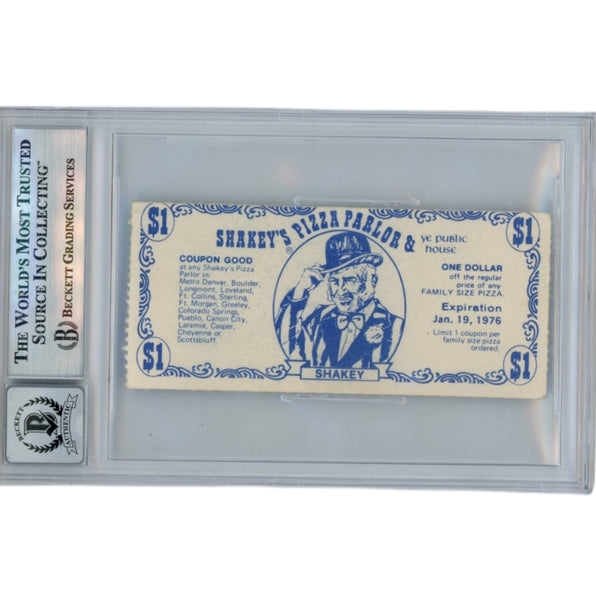 THE WORLD'S MOST TRUSTED
SOURCE IN COLLECTING™
BECKETT GRADING SERVICES
B
BECKETT
B
AUTHENTIC
$1
$1
SHAKEY'S PIZZA PARLOR &
®
ye public
house
COUPON GOOD
at any Shakey's Pizza
Parlor in:
Metro Denver, Boulder,
Longmont, Loveland,
Ft. Collins, Sterling,
Ft. Morgan, Greeley,
Colorado Springs,
Pueblo, Canon City,
Laramie, Casper,
Cheyenne or
Scottsbluff.
ONE DOLLAR
off the regular
price of any
FAMILY SIZE PIZZA.
Expiration
Jan. 19, 1976
Limit 1 coupon per
family size pizza
ordered.
SHAKEY
$1
$1